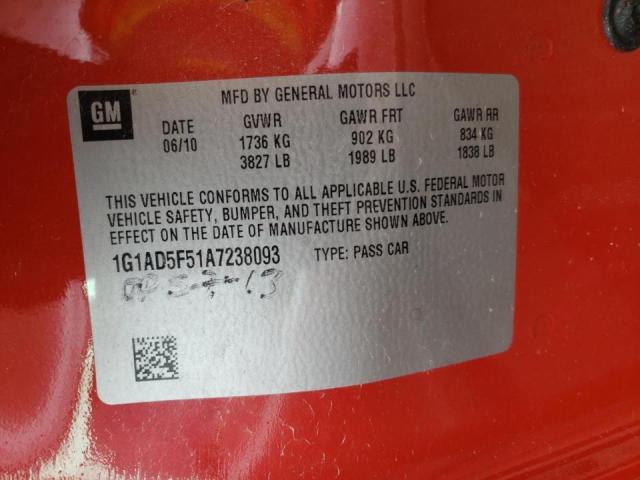 GM
MFD BY GENERAL MOTORS LLC
DATE GVWR GAWR FRT GAWR RR
06/10 1736 KG 902 KG 834 KG
3827 LB 1989 LB 1838 LB
THIS VEHICLE CONFORMS TO ALL APPLICABLE U.S. FEDERAL MOTOR
VEHICLE SAFETY, BUMPER, AND THEFT PREVENTION STANDARDS IN
EFFECT ON THE DATE OF MANUFACTURE SHOWN ABOVE.
1G1AD5F51A7238093 TYPE: PASS CAR